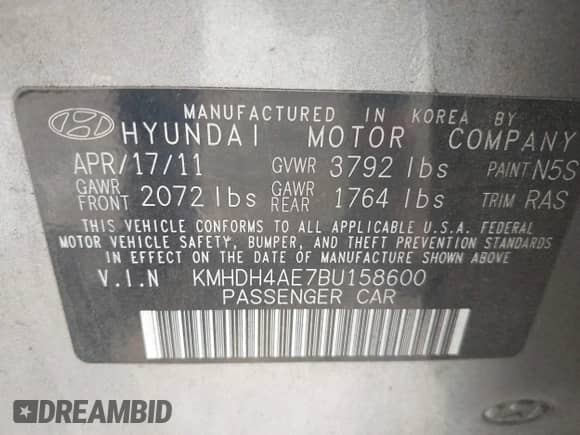 MANUFACTURED IN KOREA BY
HYUNDAI MOTOR COMPANY
APR/17/11 GVWR 3792 lbs PAINT N5S
GAWR FRONT 2072 lbs GAWR REAR 1764 lbs TRIM RAS
THIS VEHICLE CONFORMS TO ALL APPLICABLE U.S.A. FEDERAL
MOTOR VEHICLE SAFETY, BUMPER, AND THEFT PREVENTION STANDARDS
IN EFFECT ON THE DATE OF MANUFACTURE SHOWN ABOVE
V.I.N KMHDH4AE7BU158600
PASSENGER CAR
DREAMBID